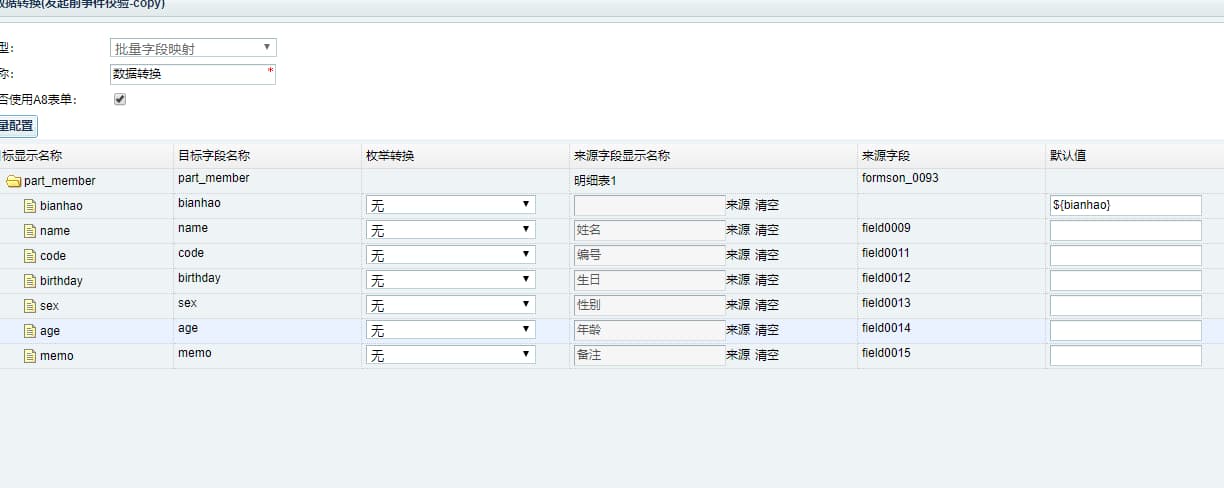 数据转换(发起前事件校验-copy)
型:
批量字段映射
称:
数据转换 *
否使用A8表单:
量配置
标显示名称 目标字段名称 枚举转换 来源字段显示名称 来源字段 默认值
part_member part_member 明细表1 formson_0093
bianhao bianhao 无 来源 清空 ${bianhao}
name name 无 姓名 来源 清空 field0009
code code 无 编号 来源 清空 field0011
birthday birthday 无 生日 来源 清空 field0012
sex sex 无 性别 来源 清空 field0013
age age 无 年龄 来源 清空 field0014
memo memo 无 备注 来源 清空 field0015